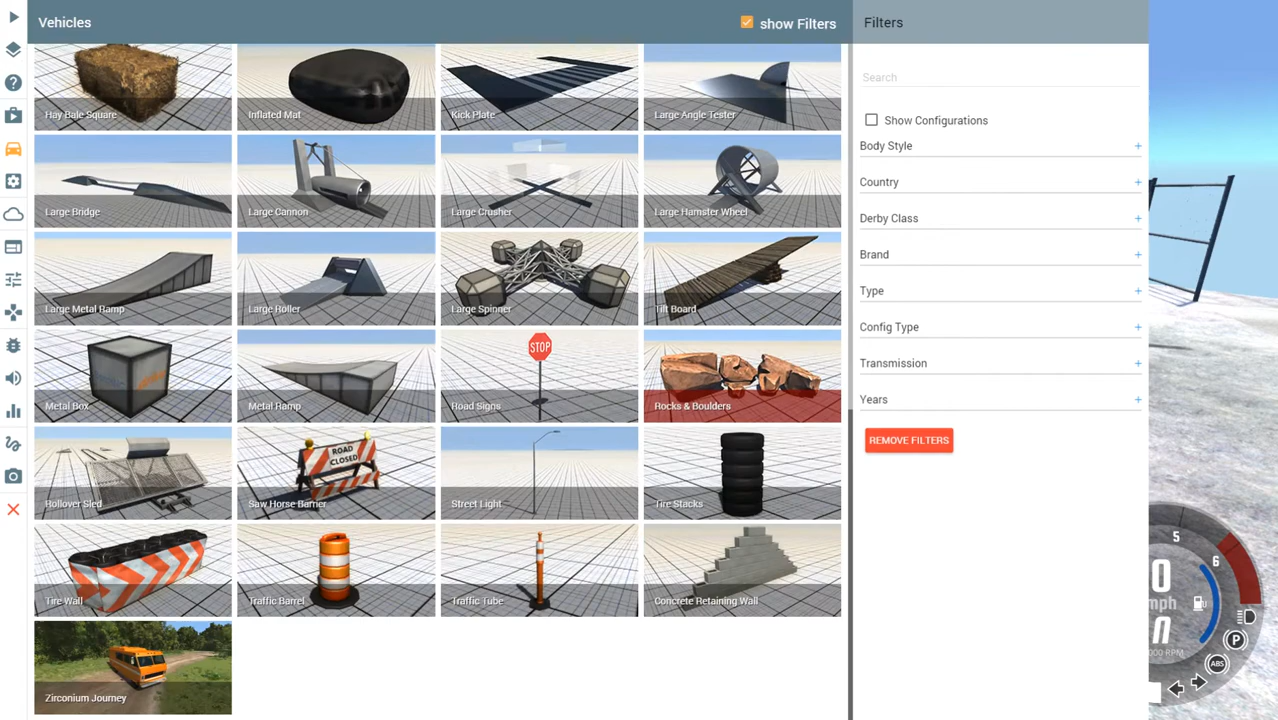 Vehicles
show Filters
Filters
Search
Show Configurations
Body Style
Country
Derby Class
Brand
Type
Config Type
Transmission
Years
REMOVE FILTERS
Hay Bale Square
Inflated Mat
Kick Plate
Large Angle Tester
Large Bridge
Large Cannon
Large Crusher
Large Hamster Wheel
Large Metal Ramp
Large Roller
Large Spinner
Tilt Board
Metal Box
Metal Ramp
STOP
Road Signs
Rocks & Boulders
Rollover Sled
ROAD
CLOSED
Saw Horse Barrier
Street Light
Tire Stacks
Tire Wall
Traffic Barrel
Traffic Tube
Concrete Retaining Wall
Zirconium Journey
5
6
0
mph
n
000 RPM
P
ABS